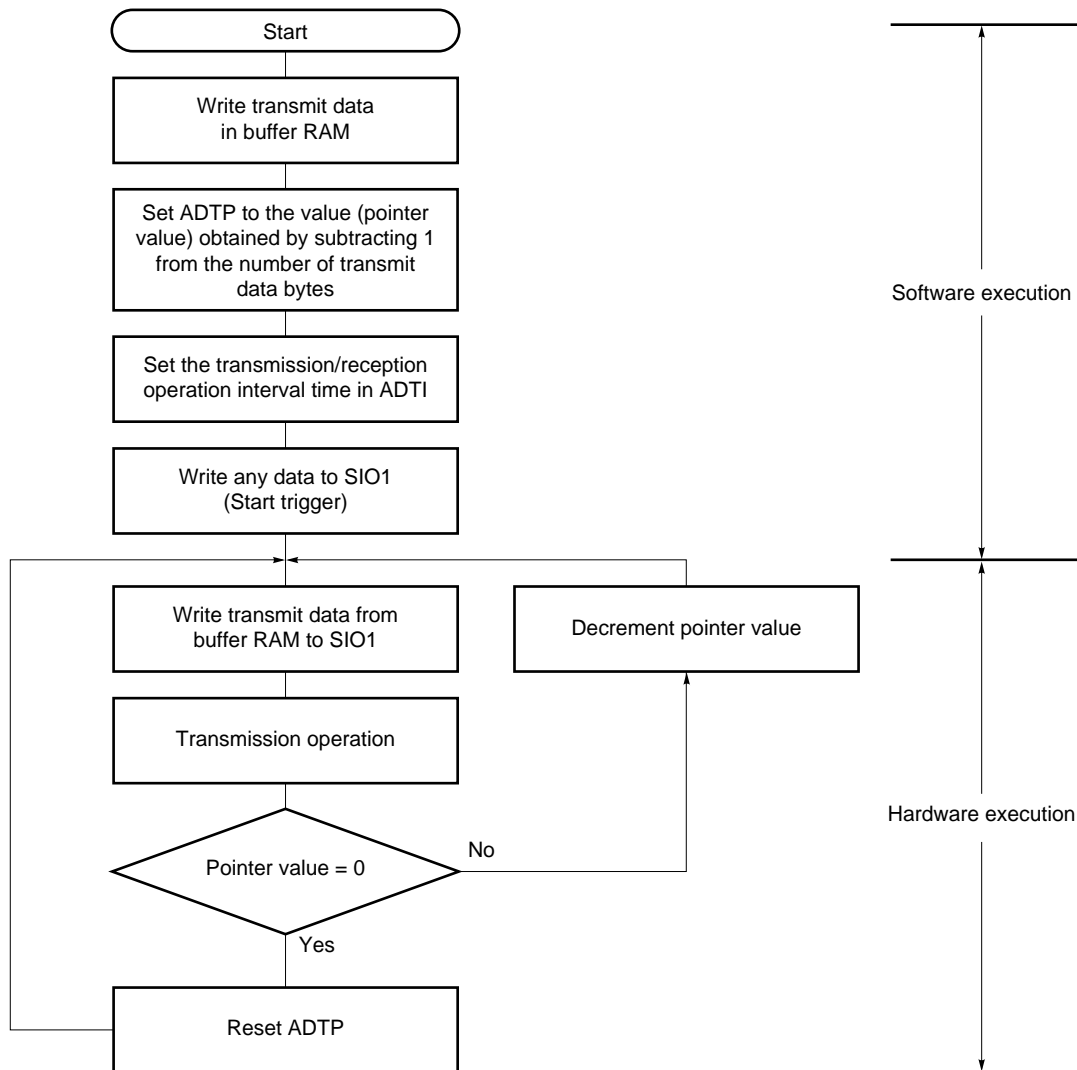 Start
Write transmit data
in buffer RAM
Set ADTP to the value (pointer
value) obtained by subtracting 1
from the number of transmit
data bytes
Software execution
Set the transmission/reception
operation interval time in ADTI
Write any data to SIO1
(Start trigger)
Write transmit data from
buffer RAM to SIO1
Decrement pointer value
Transmission operation
Hardware execution
Pointer value = 0
No
Yes
Reset ADTP